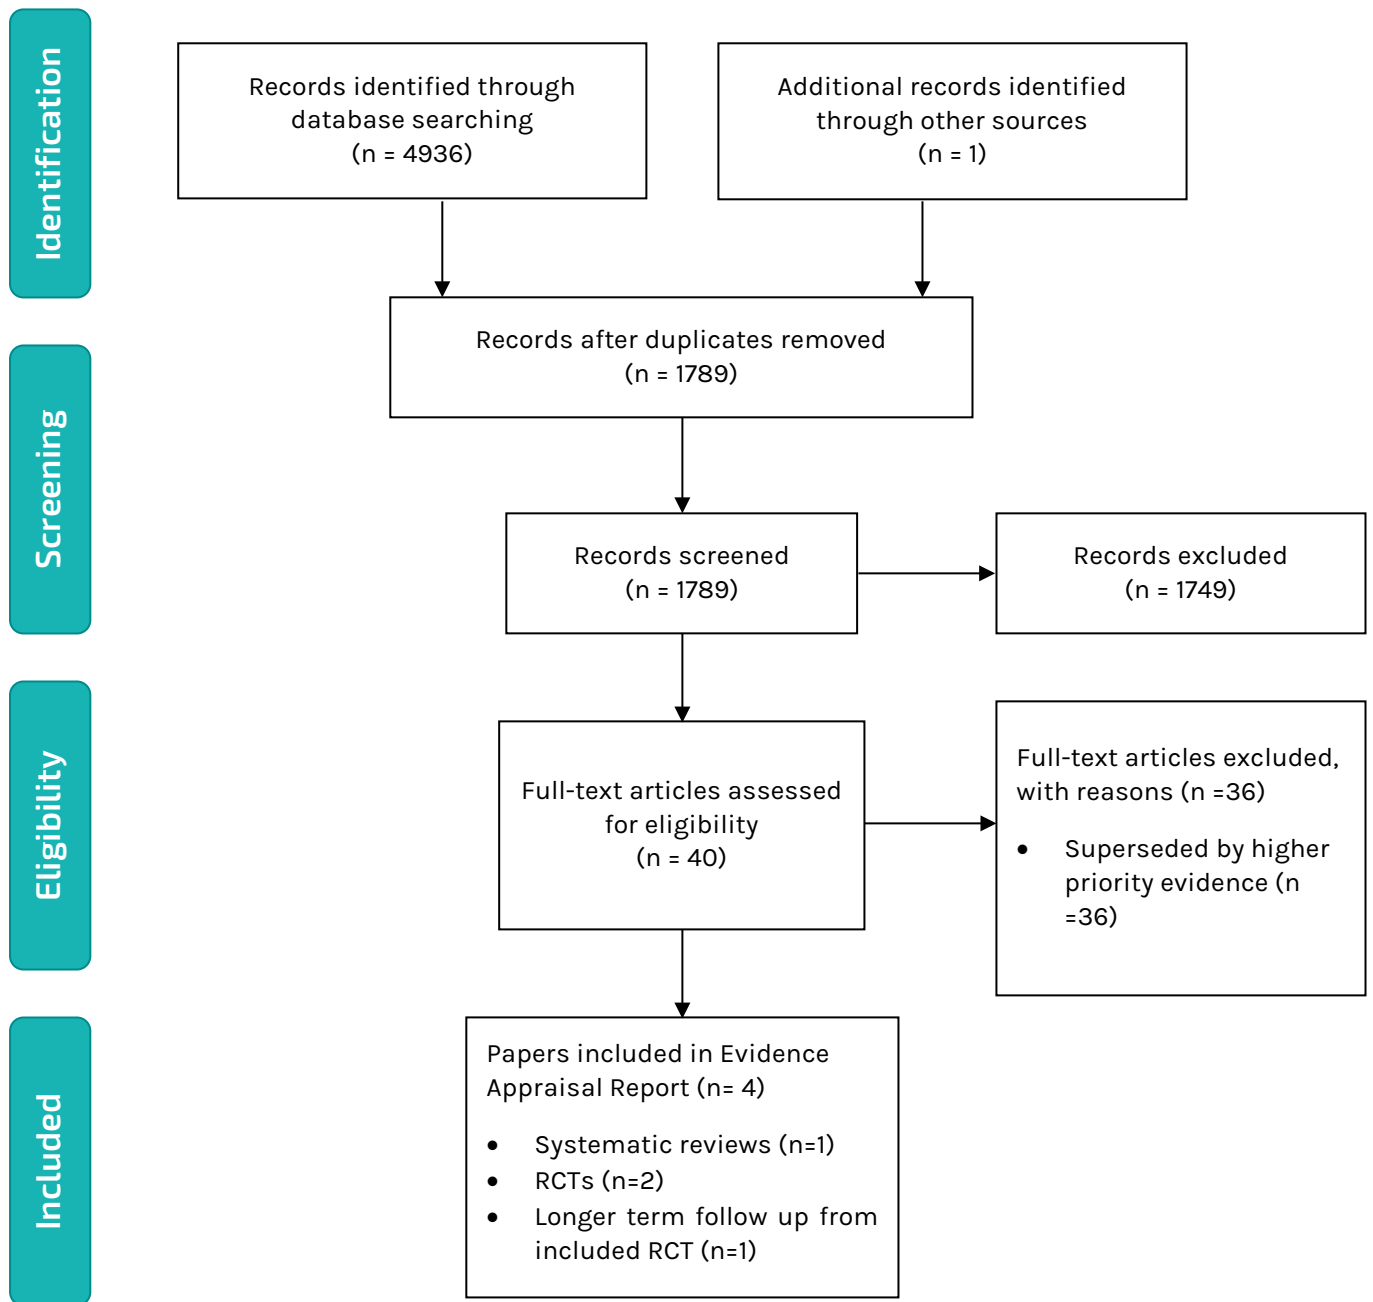 Identification
Records identified through
database searching
(n = 4936)
Additional records identified
through other sources
(n = 1)
Records after duplicates removed
(n = 1789)
Screening
Records screened
(n = 1789)
Records excluded
(n = 1749)
Eligibility
Full-text articles assessed
for eligibility
(n = 40)
Full-text articles excluded,
with reasons (n =36)
• Superseded by higher
priority evidence (n
=36)
Included
Papers included in Evidence
Appraisal Report (n= 4)
• Systematic reviews (n=1)
• RCTs (n=2)
• Longer term follow up from
included RCT (n=1)